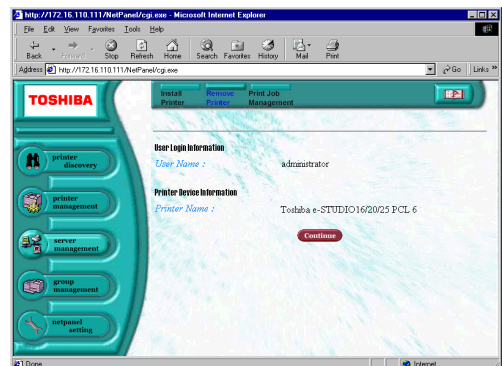 http://172.16.110.111/NetPanel/cgi.exe - Microsoft Internet Explorer
File Edit View Favorites Tools Help
Back Forward Stop Refresh Home Search Favorites History Mail Print
Address http://172.16.110.111/NetPanel/cgi.exe Go Links »
TOSHIBA
Install Printer
Remove Printer
Print Job Management
printer discovery
printer management
server management
group management
netpanel setting
User Login Information
User Name : administrator
Printer Device Information
Printer Name : Toshiba e-STUDIO16/20/25 PCL 6
Continue
Done Internet